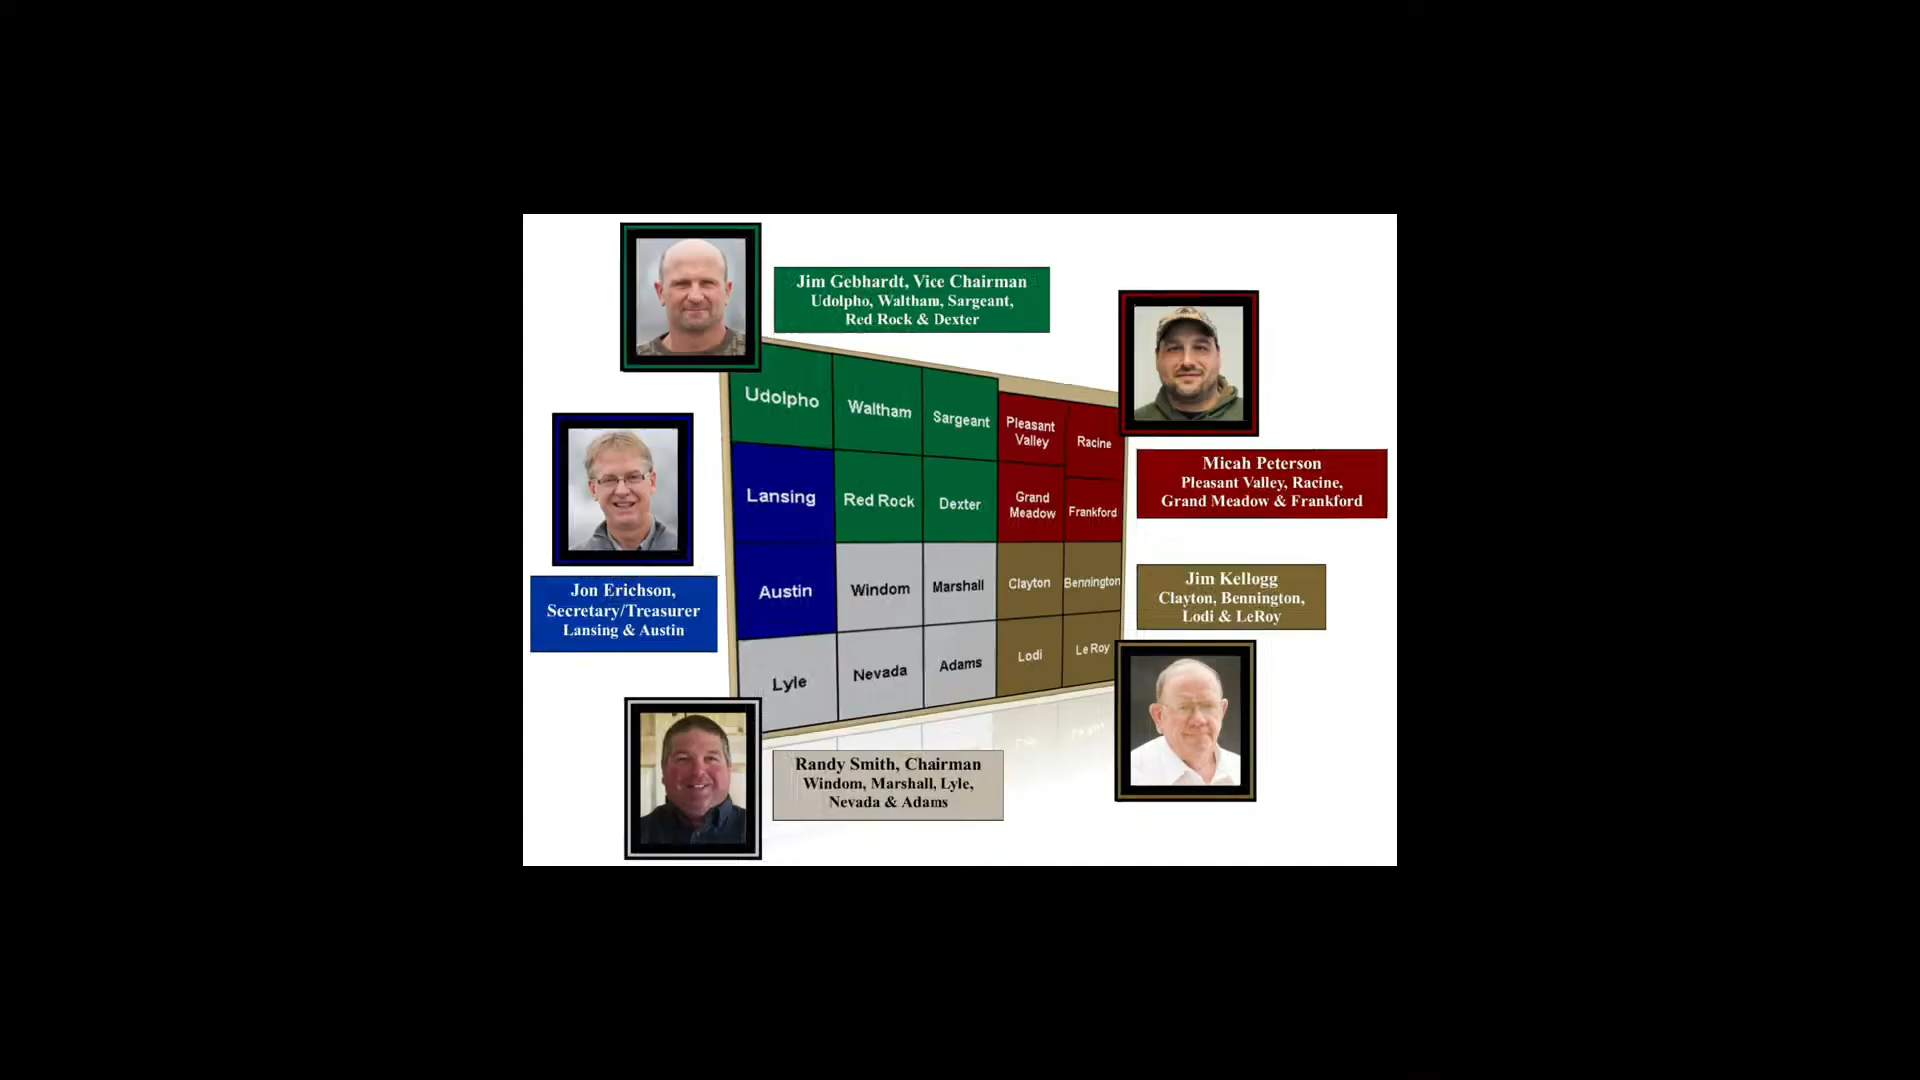 Jim Gebhardt, Vice Chairman
Udolpho, Waltham, Sargeant,
Red Rock & Dexter
Micah Peterson
Pleasant Valley, Racine,
Grand Meadow & Frankford
Jon Erichson,
Secretary/Treasurer
Lansing & Austin
Jim Kellogg
Clayton, Bennington,
Lodi & LeRoy
Randy Smith, Chairman
Windom, Marshall, Lyle,
Nevada & Adams
Udolpho
Waltham
Sargeant
Pleasant
Valley
Racine
Lansing
Red Rock
Dexter
Grand
Meadow
Frankford
Austin
Windom
Marshall
Clayton
Bennington
Lyle
Nevada
Adams
Lodi
Le Roy